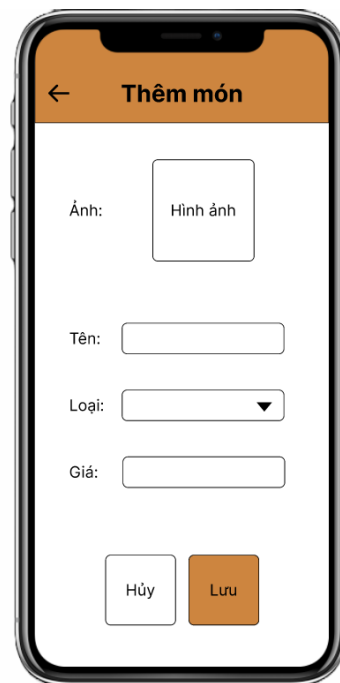 Thêm món
Ảnh:
Hình ảnh
Tên:
Loại:
Giá:
Hủy
Lưu